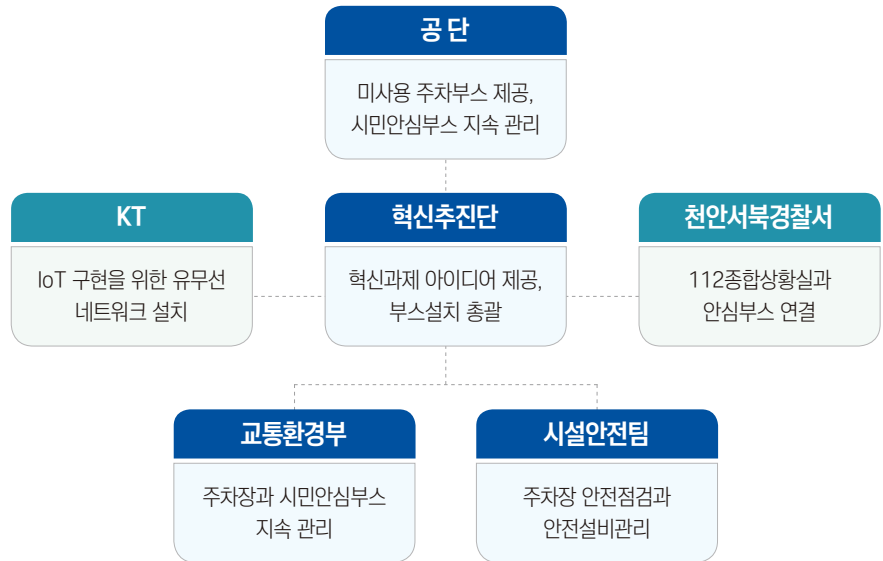 공 단
미사용 주차부스 제공,
시민안심부스 지속 관리
KT
IoT 구현을 위한 유무선
네트워크 설치
혁신추진단
혁신과제 아이디어 제공,
부스설치 총괄
천안서북경찰서
112종합상황실과
안심부스 연결
교통환경부
주차장과 시민안심부스
지속 관리
시설안전팀
주차장 안전점검과
안전설비관리